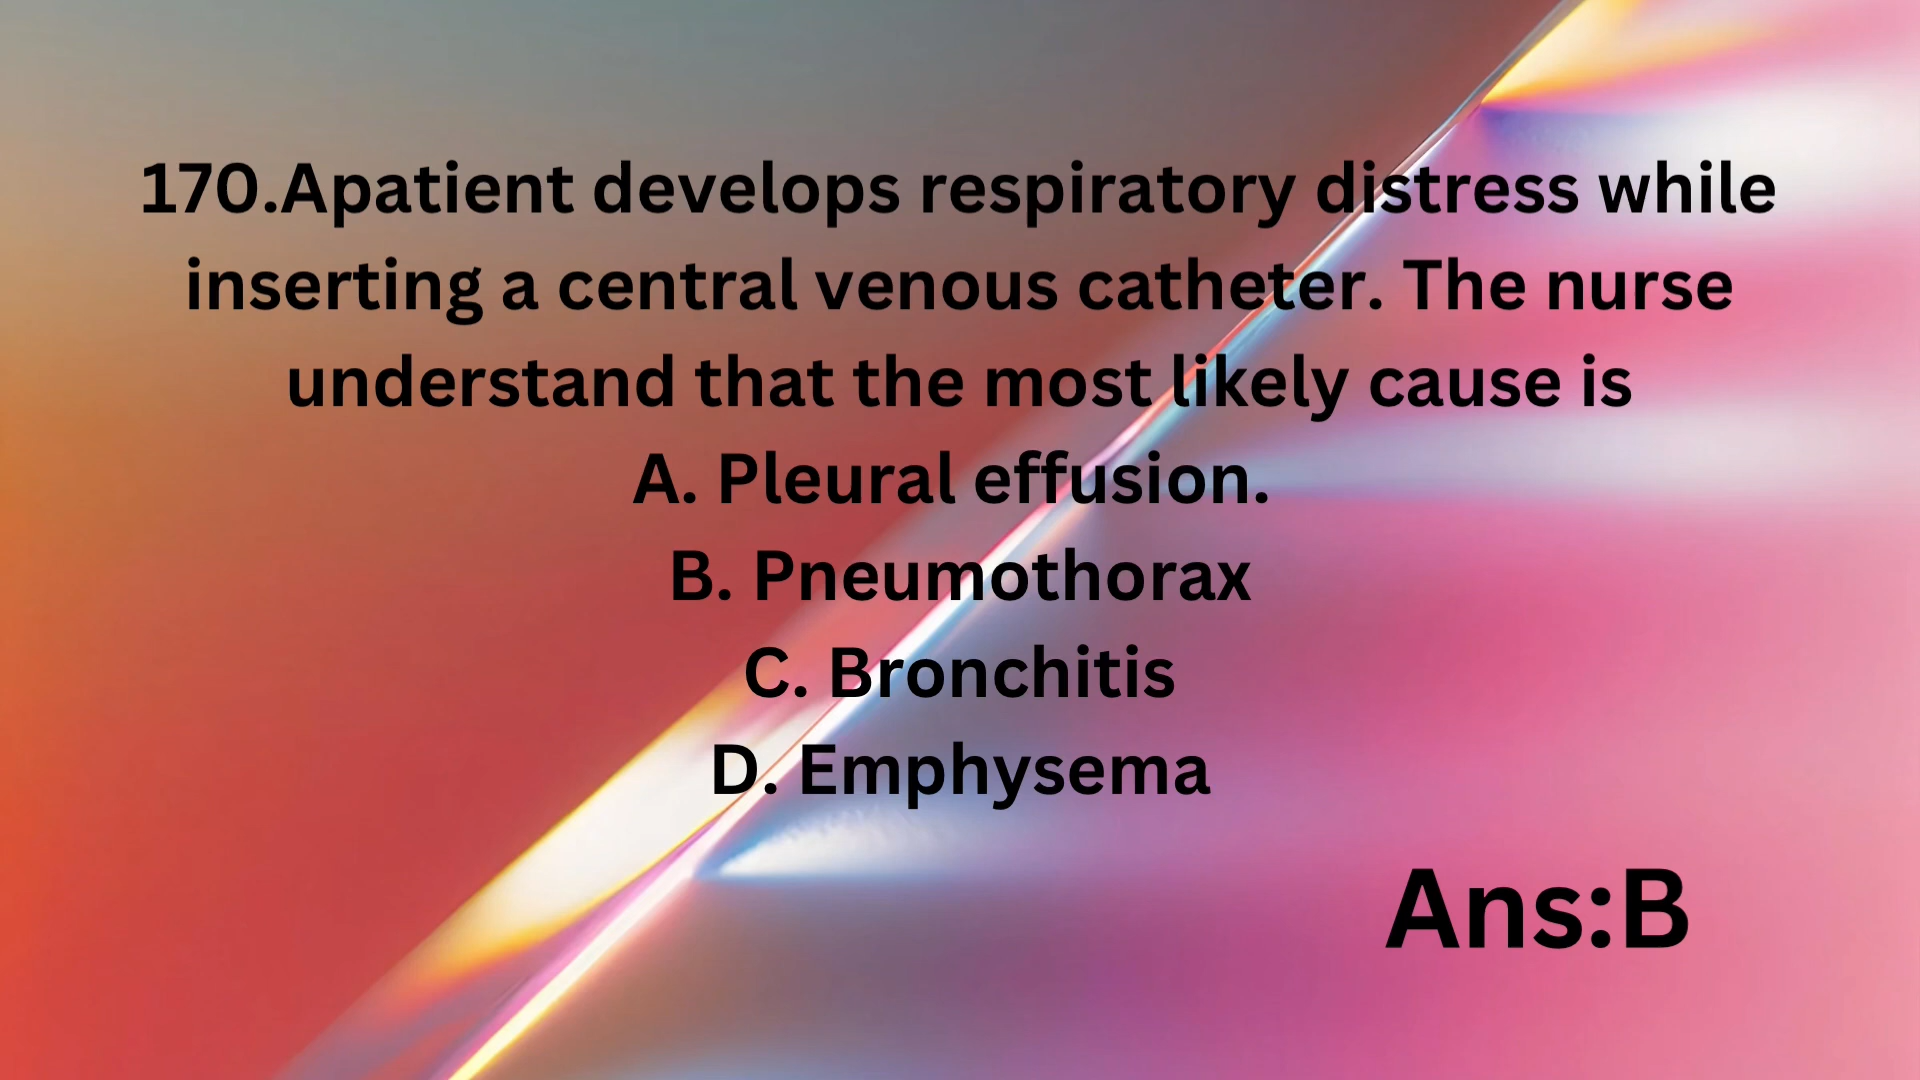 170.Apatient develops respiratory distress while
inserting a central venous catheter. The nurse
understand that the most likely cause is
A. Pleural effusion.
B. Pneumothorax
C. Bronchitis
D. Emphysema
Ans:B